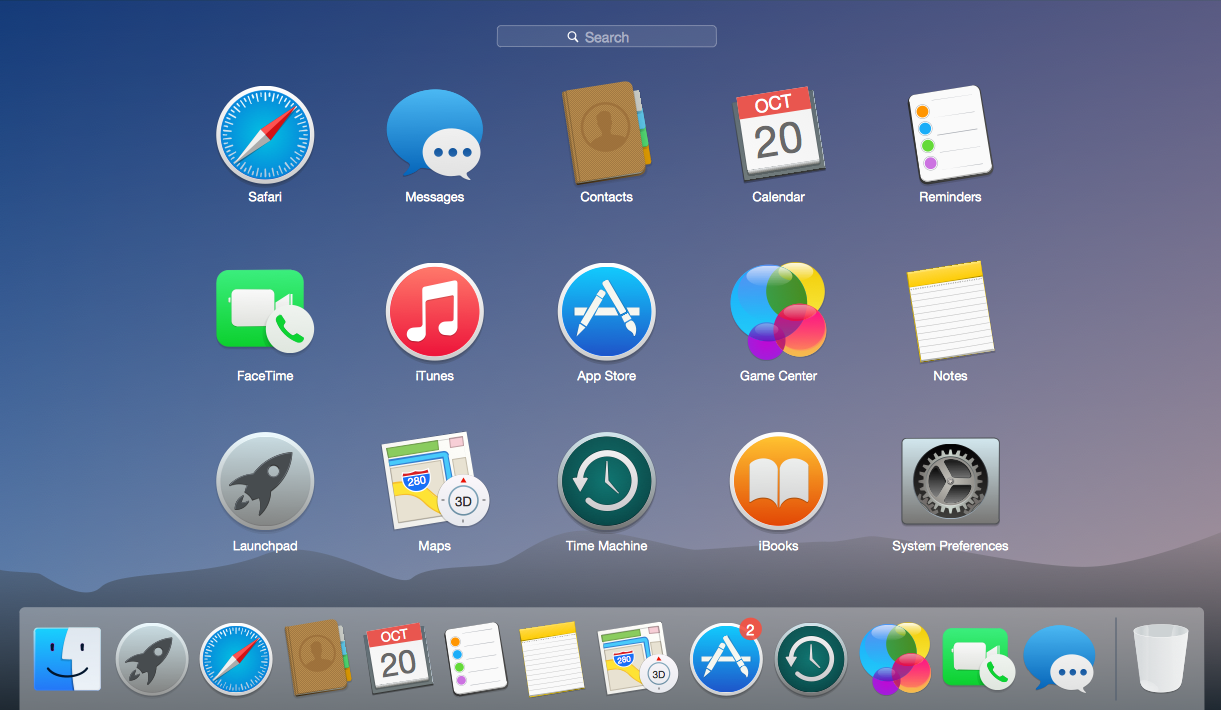 Search
OCT
20
Safari
Messages
Contacts
Calendar
Reminders
FaceTime
iTunes
App Store
Game Center
Notes
280
3D
Launchpad
Maps
Time Machine
iBooks
System Preferences
OCT
20
280
3D
2